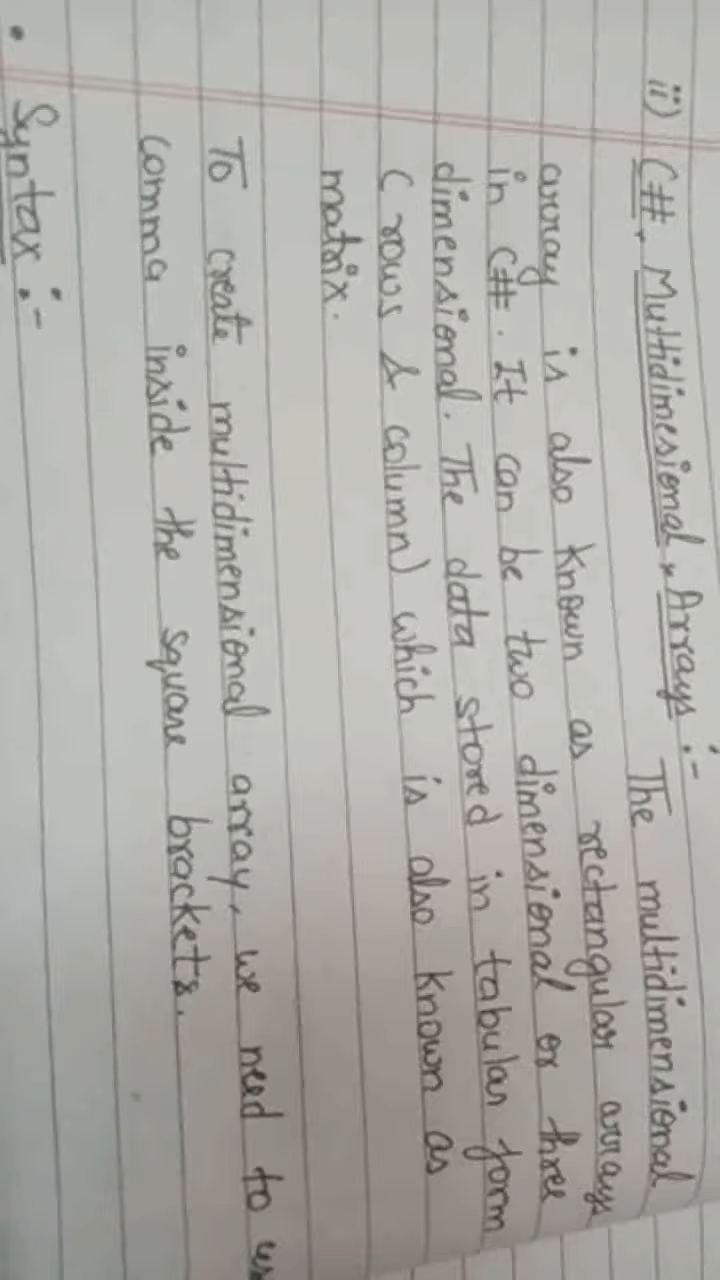 ii) C#. Multidimesional Arrays :- The multidimensional
array is also known as rectangular arrays
in C#. It can be two dimensional or three
dimensional. The data stored in tabular form
(rows & column) which is also known as
matrix.
To create multidimensional array, we need to
comma inside the square brackets.
• Syntax :-